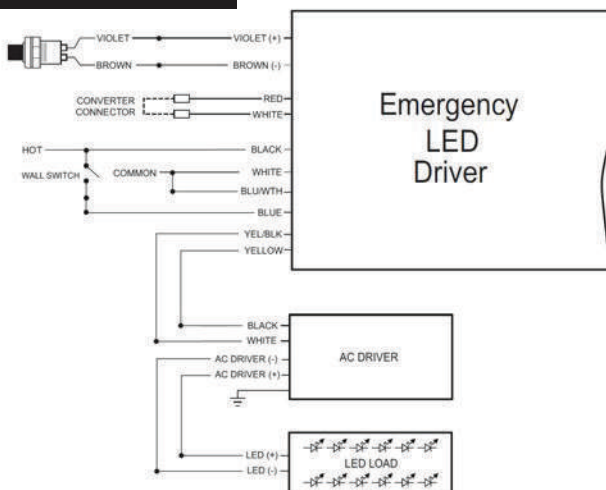 VIOLET VIOLET (+)
BROWN BROWN (-)
CONVERTER
CONNECTOR
RED
WHITE
Emergency
LED
Driver
HOT
BLACK
WALL SWITCH
COMMON
WHITE
BLU/WTH
BLUE
YEL/BLK
YELLOW
BLACK
WHITE
AC DRIVER (-)
AC DRIVER (+)
AC DRIVER
LED (+)
LED (-)
LED LOAD